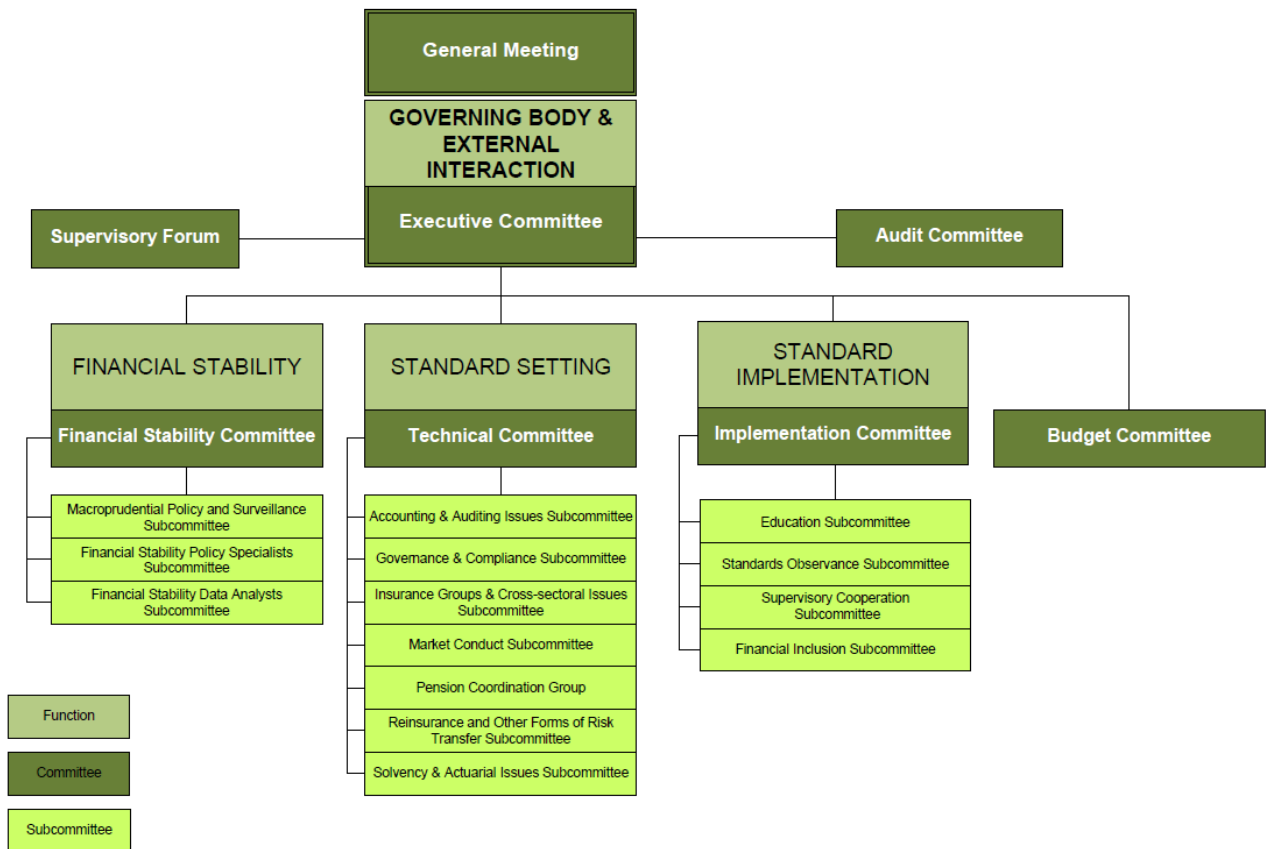 General Meeting
GOVERNING BODY &
EXTERNAL
INTERACTION
Executive Committee
Supervisory Forum
Audit Committee
FINANCIAL STABILITY
Financial Stability Committee
Macroprudential Policy and Surveillance
Subcommittee
Financial Stability Policy Specialists
Subcommittee
Financial Stability Data Analysts
Subcommittee
STANDARD SETTING
Technical Committee
Accounting & Auditing Issues Subcommittee
Governance & Compliance Subcommittee
Insurance Groups & Cross-sectoral Issues
Subcommittee
Market Conduct Subcommittee
Pension Coordination Group
Reinsurance and Other Forms of Risk
Transfer Subcommittee
Solvency & Actuarial Issues Subcommittee
STANDARD
IMPLEMENTATION
Implementation Committee
Education Subcommittee
Standards Observance Subcommittee
Supervisory Cooperation
Subcommittee
Financial Inclusion Subcommittee
Budget Committee
Function
Committee
Subcommittee